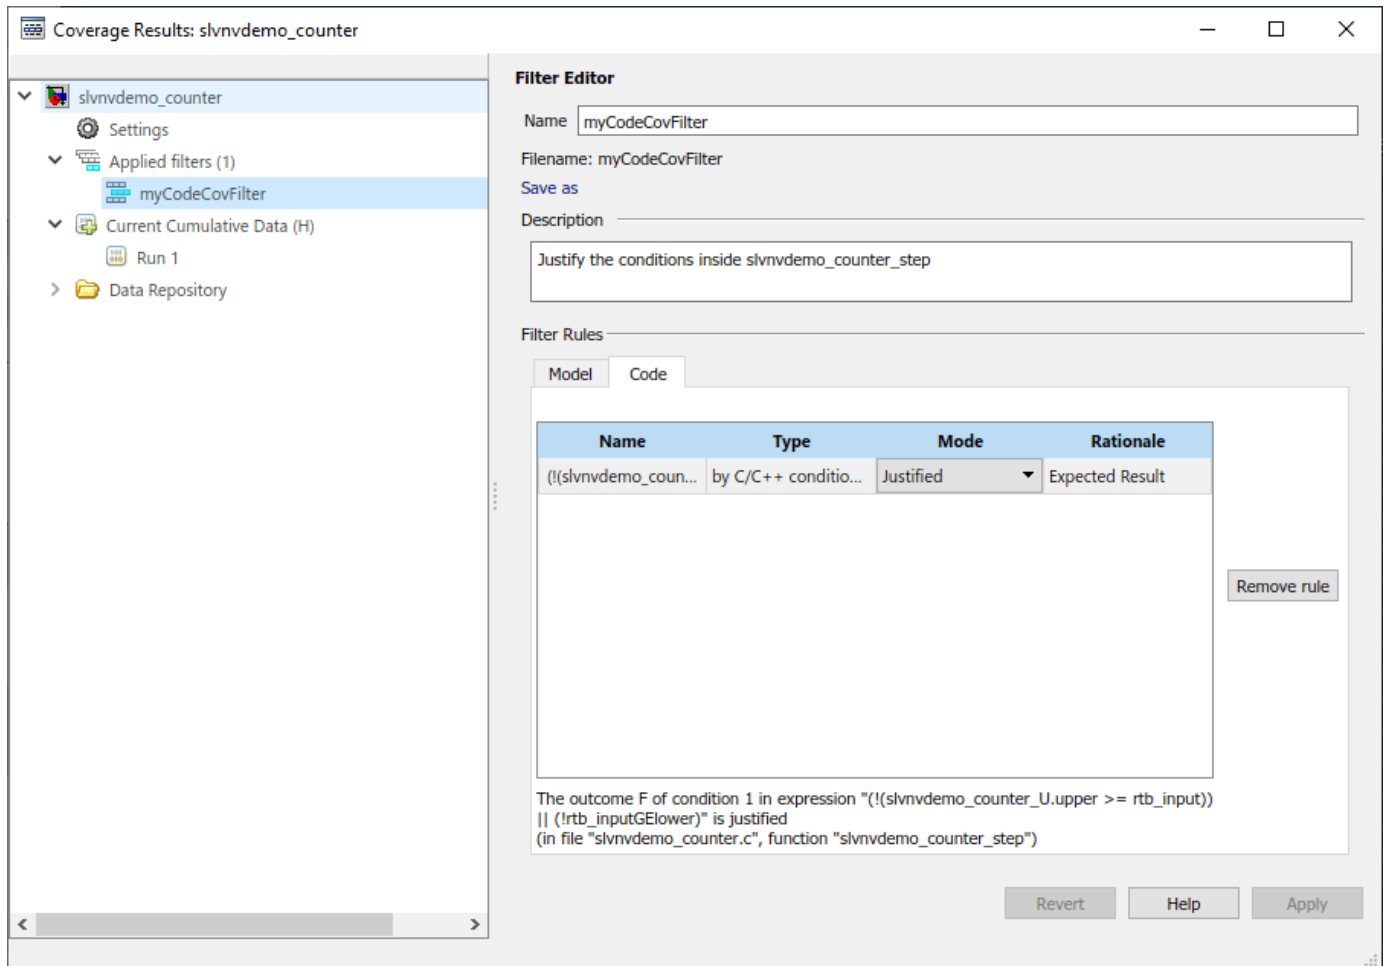 Coverage Results: slvnvdemo_counter
slvnvdemo_counter
Settings
Applied filters (1)
myCodeCovFilter
Current Cumulative Data (H)
Run 1
Data Repository
Filter Editor
Name myCodeCovFilter
Filename: myCodeCovFilter
Save as
Description
Justify the conditions inside slvnvdemo_counter_step
Filter Rules
Model Code
Name Type Mode Rationale
(!(slvnvdemo_coun... by C/C++ conditio... Justified Expected Result
Remove rule
The outcome F of condition 1 in expression "(!(slvnvdemo_counter_U.upper >= rtb_input))
|| (!rtb_inputGElower)" is justified
(in file "slvnvdemo_counter.c", function "slvnvdemo_counter_step")
Revert Help Apply